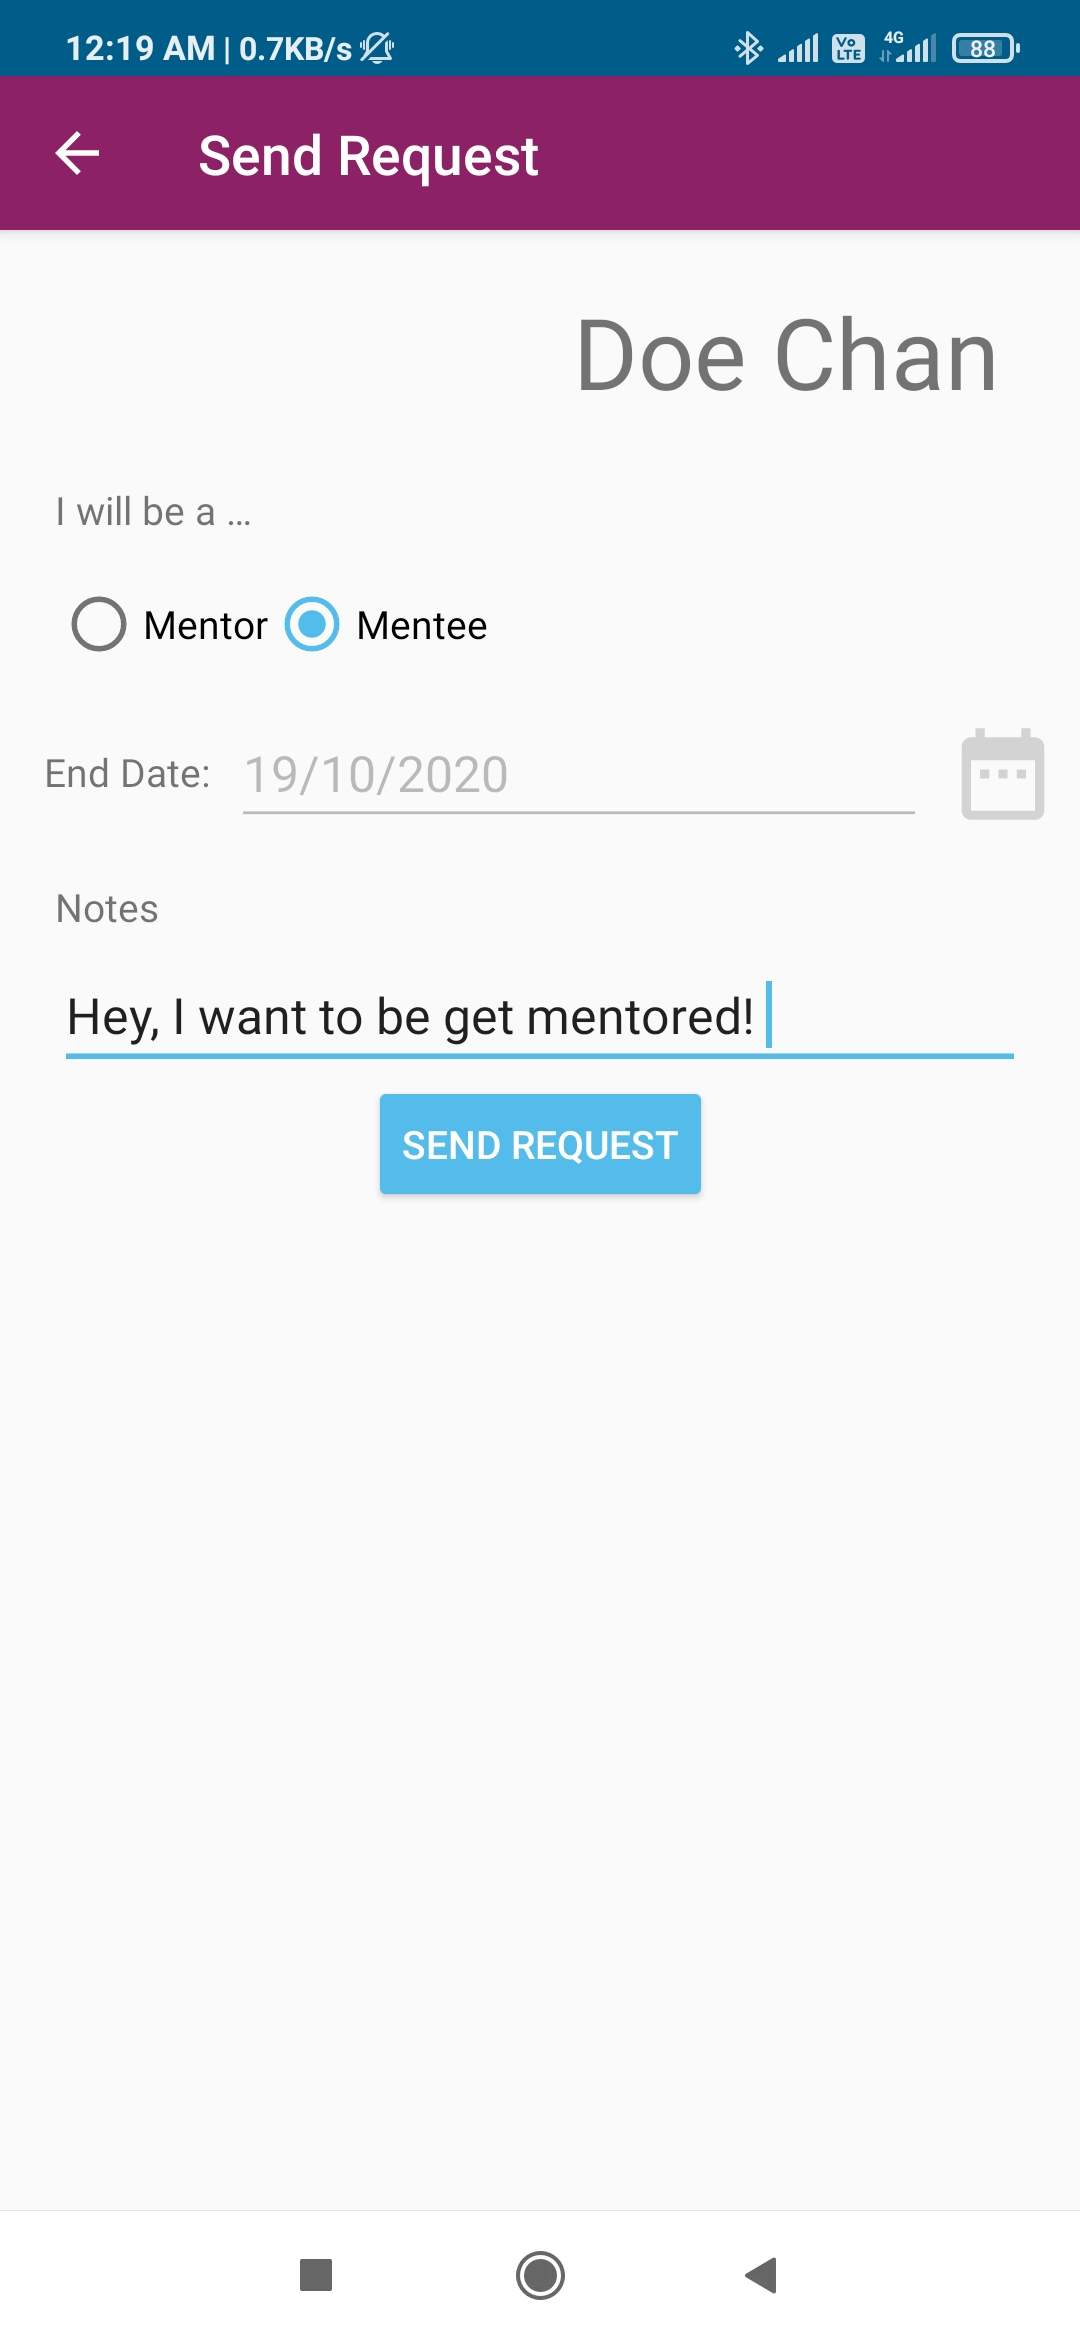 12:19 AM | 0.7KB/s
Vo LTE 4G 88
Send Request
Doe Chan
I will be a ...
Mentor Mentee
End Date: 19/10/2020
Notes
Hey, I want to be get mentored!
SEND REQUEST